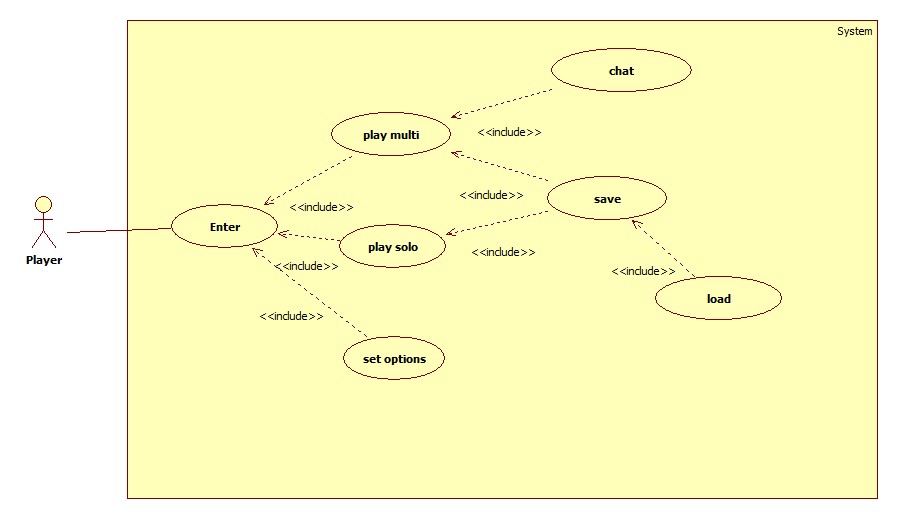 System
chat
<<include>>
play multi
<<include>>
save
<<include>>
Enter
play solo
<<include>>
Player
<<include>>
<<include>>
load
<<include>>
set options